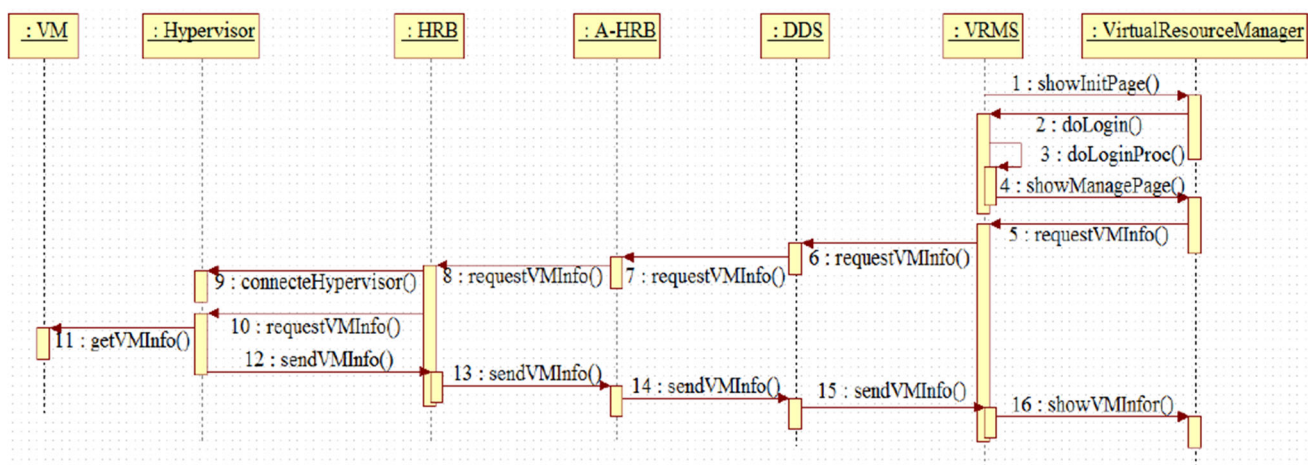 : VM
: Hypervisor
: HRB
: A-HRB
: DDS
: VRMS
: VirtualResourceManager
1 : showInitPage()
2 : doLogin()
3 : doLoginProc()
4 : showManagePage()
5 : requestVMInfo()
6 : requestVMInfo()
7 : requestVMInfo()
8 : requestVMInfo()
9 : connecteHypervisor()
10 : requestVMInfo()
11 : getVMInfo()
12 : sendVMInfo()
13 : sendVMInfo()
14 : sendVMInfo()
15 : sendVMInfo()
16 : showVMInfor()